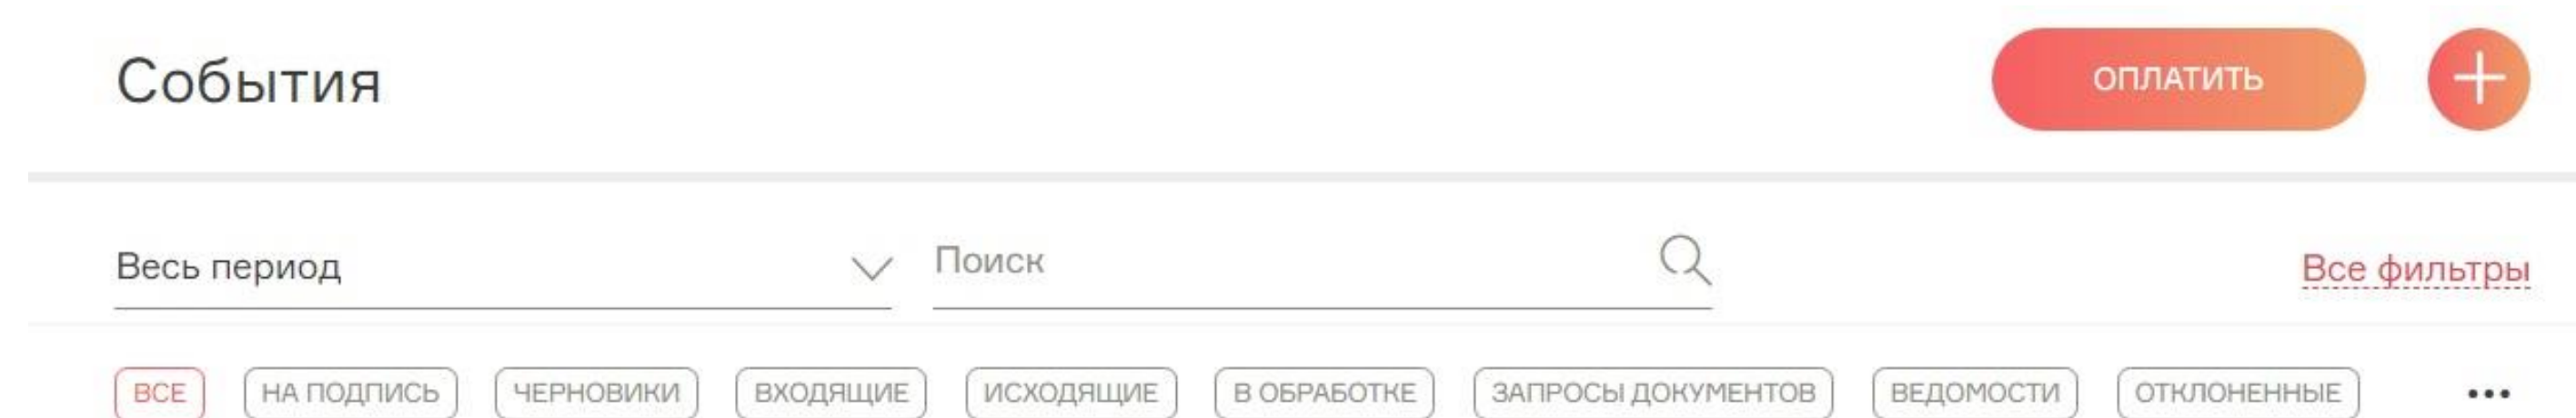 События
ОПЛАТИТЬ
Весь период
Поиск
Все фильтры
ВСЕ НА ПОДПИСЬ ЧЕРНОВИКИ ВХОДЯЩИЕ ИСХОДЯЩИЕ В ОБРАБОТКЕ ЗАПРОСЫ ДОКУМЕНТОВ ВЕДОМОСТИ ОТКЛОНЕННЫЕ